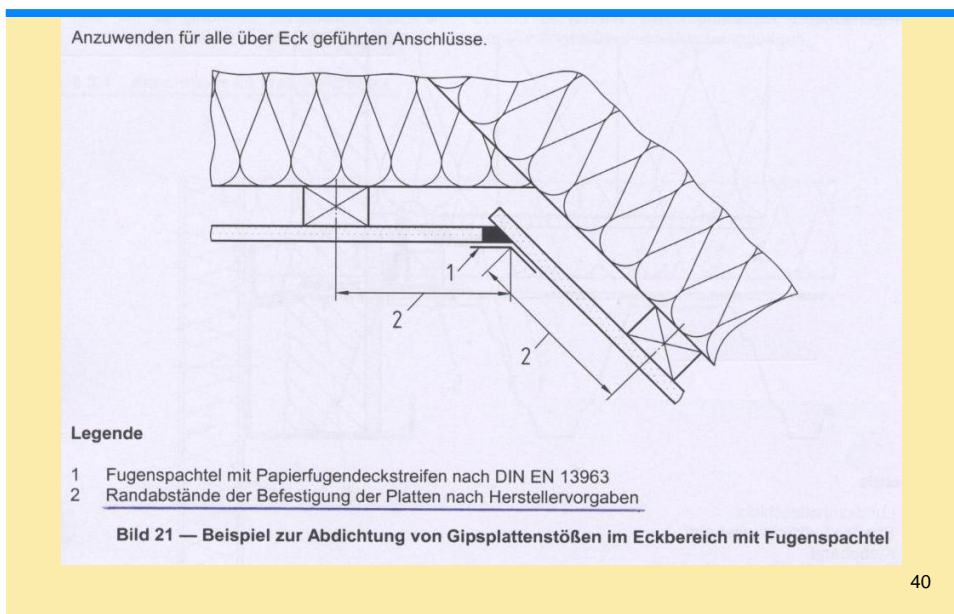 Anzuwenden für alle über Eck geführten Anschlüsse.
1
2
2
Legende
1 Fugenspachtel mit Papierfugendeckstreifen nach DIN EN 13963
2 Randabstände der Befestigung der Platten nach Herstellervorgaben
Bild 21 — Beispiel zur Abdichtung von Gipsplattenstößen im Eckbereich mit Fugenspachtel
40